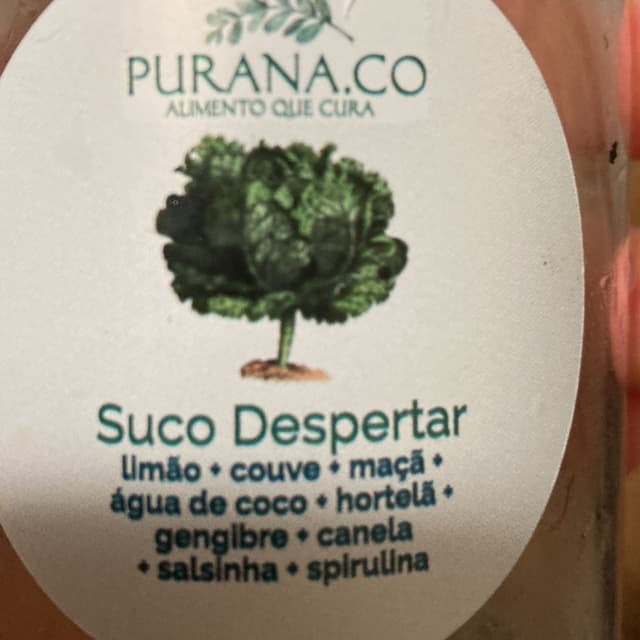 PURANA.CO
ALIMENTO QUE CURA
Suco Despertar
limão + couve + maçã +
água de coco + hortelã +
gengibre + canela
+ salsinha + spirulina